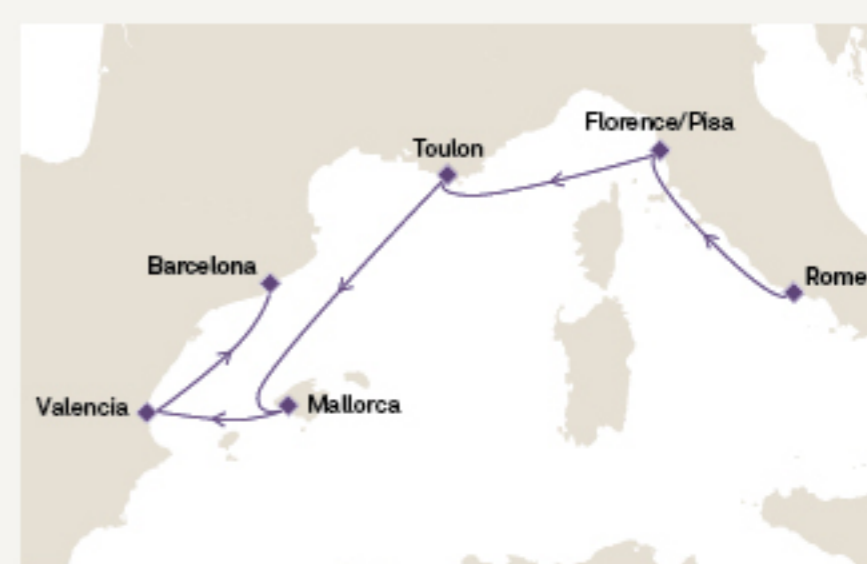 Florence/Pisa
Toulon
Barcelona
Rome
Valencia
Mallorca